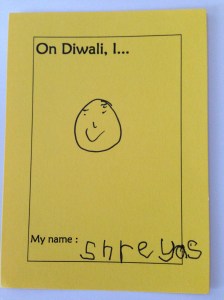 On Diwali, I...
My name : shreyas